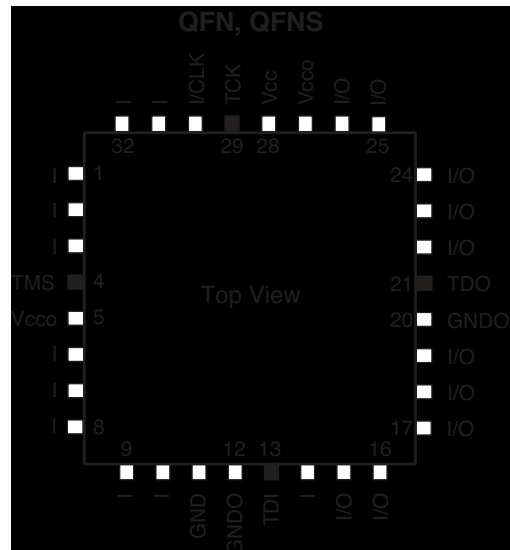 QFN, QFNS
I I I/CLK TCK Vcc Vcco I/O I/O
32 29 28 25
I 1 24 I/O
I I/O
I I/O
TMS 4 21 TDO
Top View
Vcco 5 20 GNDO
I I/O
I I/O
I 8 17 I/O
9 12 13 16
I I GND GNDO TDI I I/O I/O